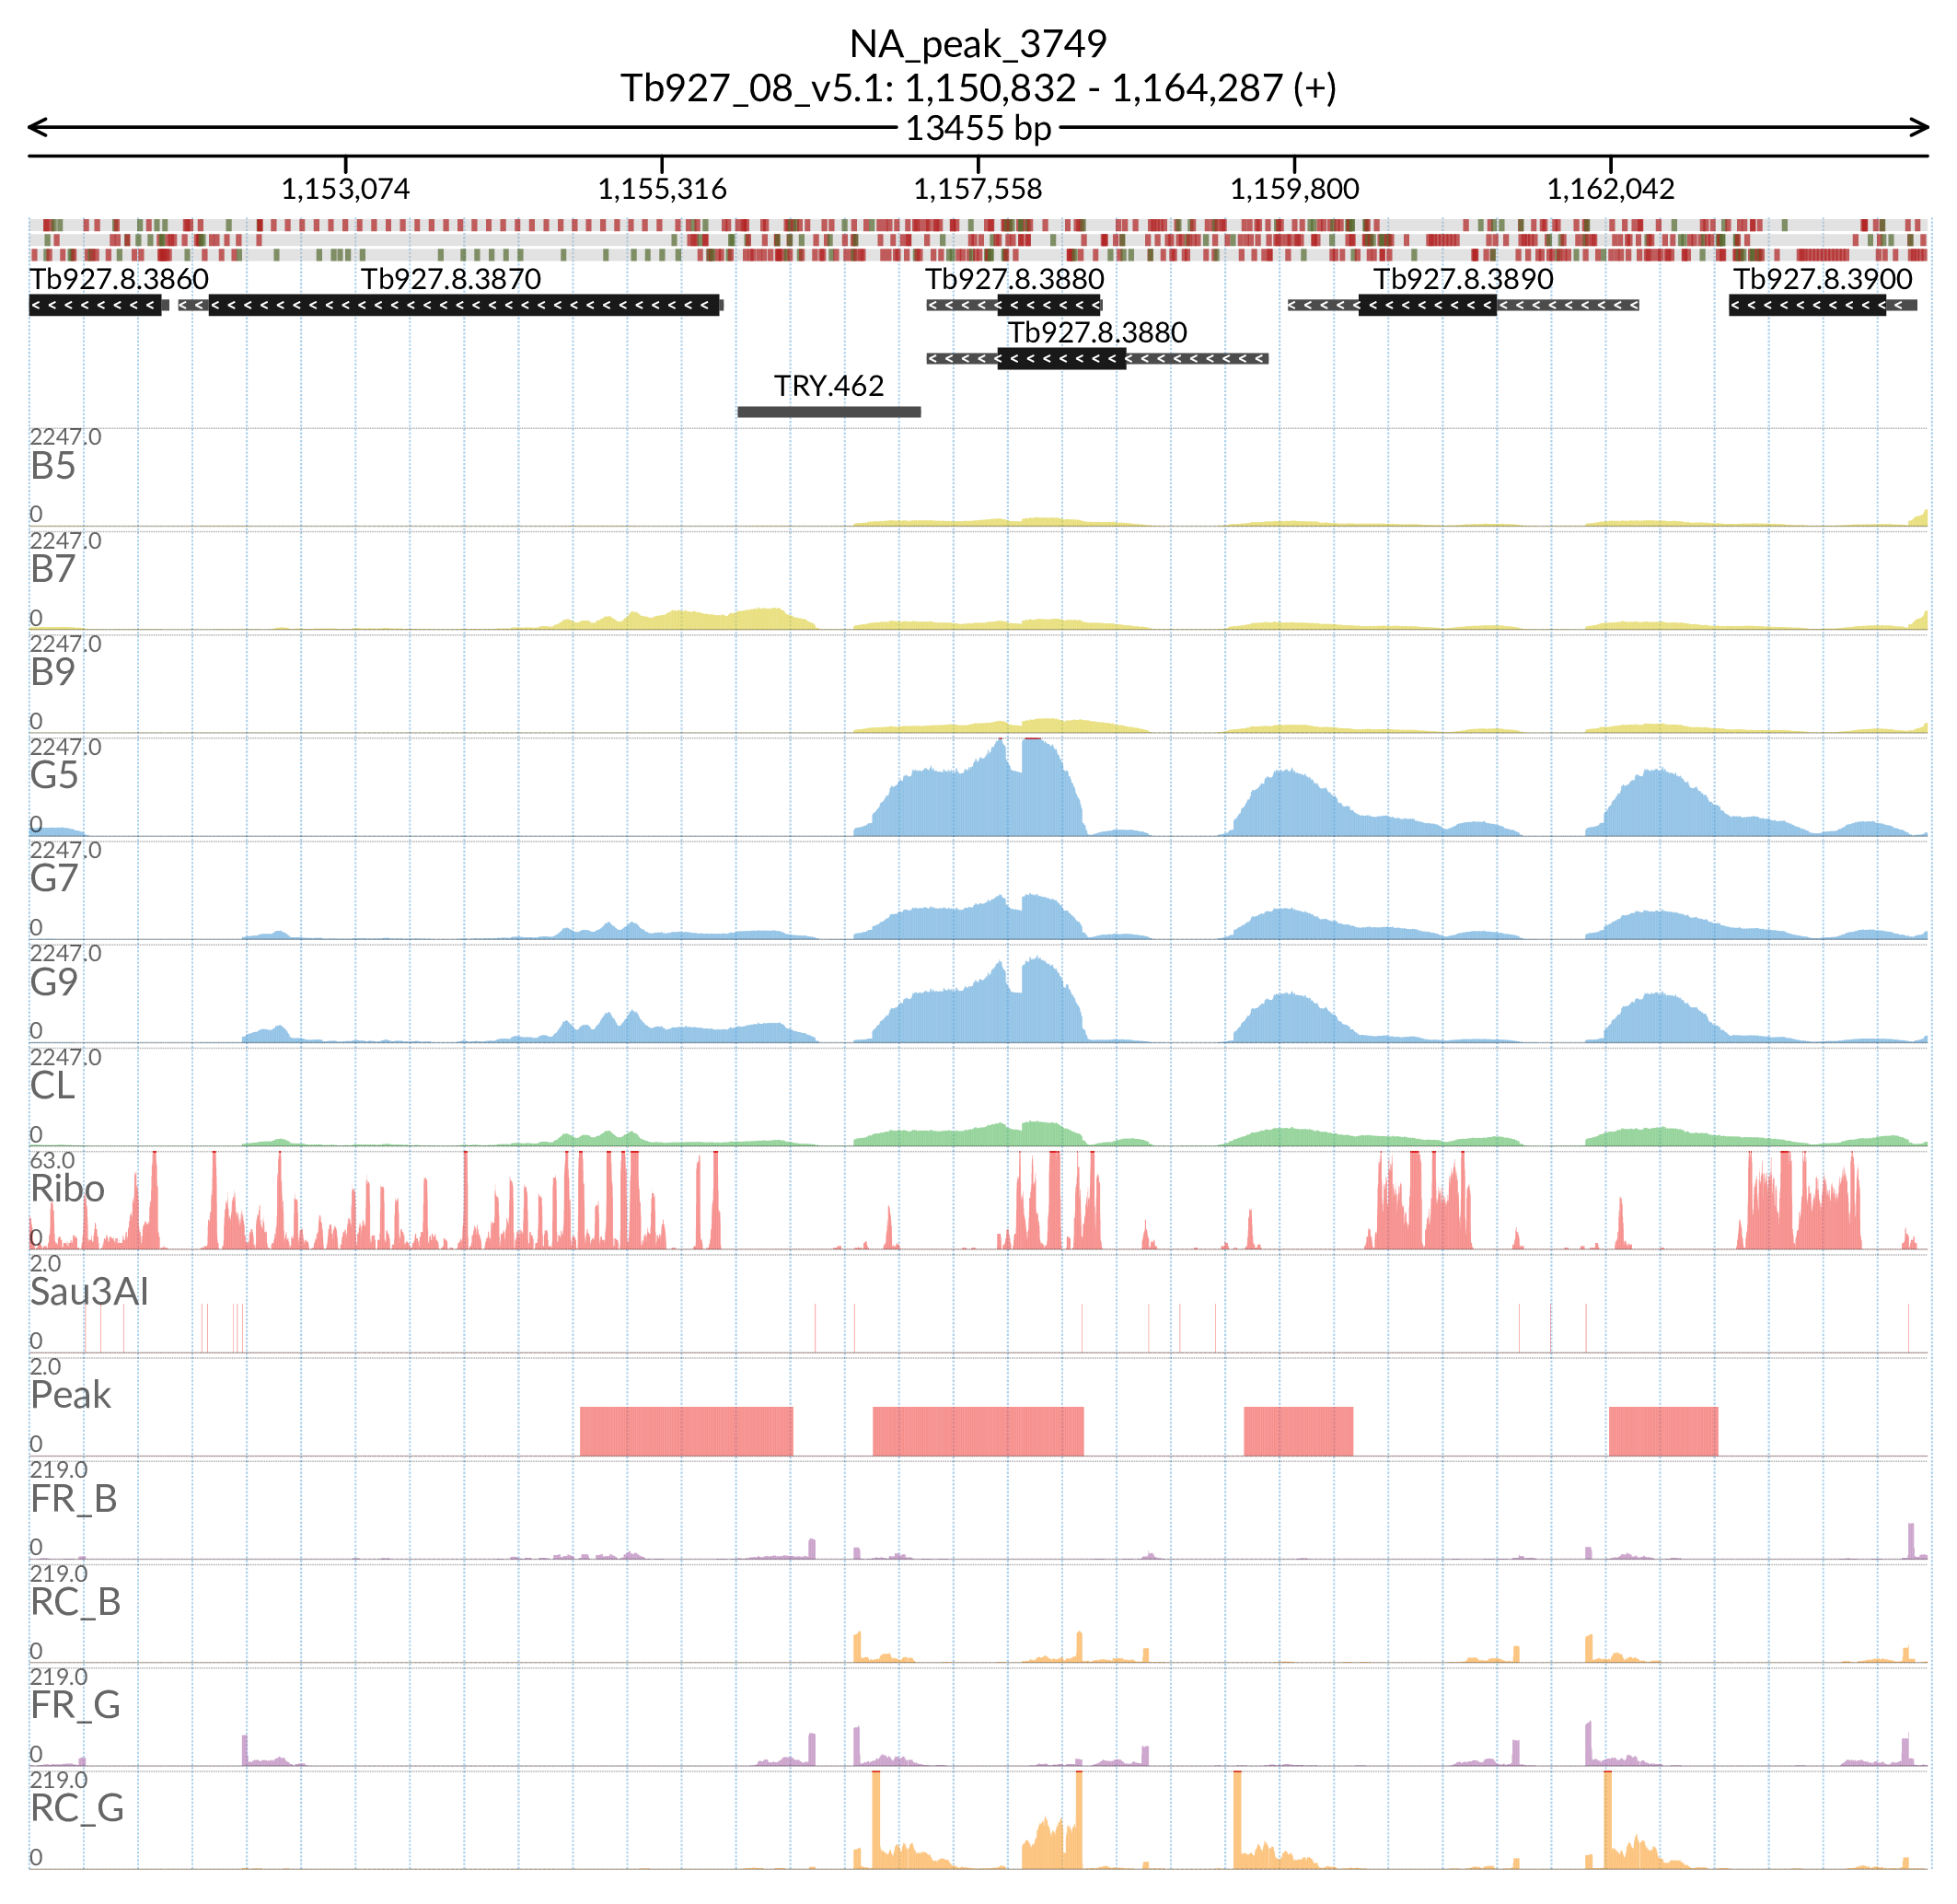 NA_peak_3749
Tb927_08_v5.1: 1,150,832 - 1,164,287 (+)
13455 bp
1,153,074 1,155,316 1,157,558 1,159,800 1,162,042
Tb927.8.3860 Tb927.8.3870 Tb927.8.3880 Tb927.8.3890 Tb927.8.3900
Tb927.8.3880
TRY.462
2247.0
B5
0
2247.0
B7
0
2247.0
B9
0
2247.0
G5
0
2247.0
G7
0
2247.0
G9
0
2247.0
CL
0
63.0
Ribo
0
2.0
Sau3AI
0
2.0
Peak
0
219.0
FR_B
0
219.0
RC_B
0
219.0
FR_G
0
219.0
RC_G
0